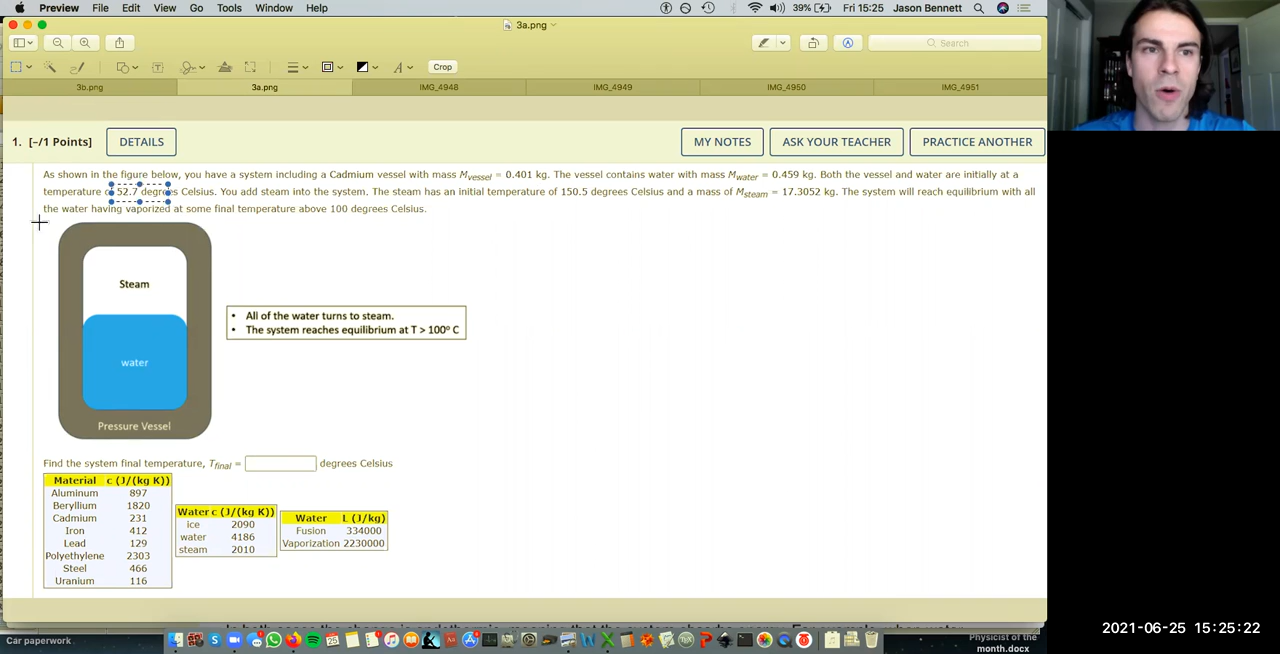 Preview File Edit View Go Tools Window Help 39% Fri 15:25 Jason Bennett
3a.png
Search
Crop
3b.png 3a.png IMG_4948 IMG_4949 IMG_4950 IMG_4951
1. [-/1 Points] DETAILS MY NOTES ASK YOUR TEACHER PRACTICE ANOTHER
As shown in the figure below, you have a system including a Cadmium vessel with mass Mvessel = 0.401 kg. The vessel contains water with mass Mwater = 0.459 kg. Both the vessel and water are initially at a
temperature of 52.7 degrees Celsius. You add steam into the system. The steam has an initial temperature of 150.5 degrees Celsius and a mass of Msteam = 17.3052 kg. The system will reach equilibrium with all
the water having vaporized at some final temperature above 100 degrees Celsius.
Steam
• All of the water turns to steam.
• The system reaches equilibrium at T > 100° C
water
Pressure Vessel
Find the system final temperature, Tfinal = degrees Celsius
Material c (J/(kg K))
Aluminum 897
Beryllium 1820
Cadmium 231
Iron 412
Lead 129
Polyethylene 2303
Steel 466
Uranium 116
Water c (J/(kg K))
ice 2090
water 4186
steam 2010
Water L (J/kg)
Fusion 334000
Vaporization 2230000
Car paperwork
Physicist of the
month.docx
2021-06-25 15:25:22